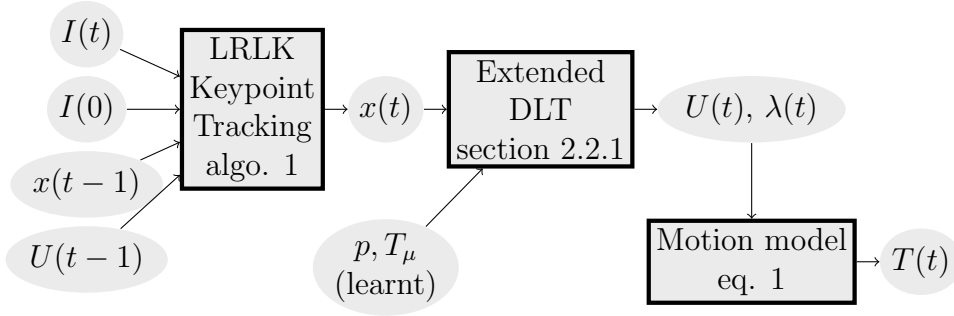 I(t)
I(0)
x(t − 1)
U(t − 1)
LRLK
Keypoint
Tracking
algo. 1
x(t)
Extended
DLT
section 2.2.1
p, T_μ
(learnt)
U(t), λ(t)
Motion model
eq. 1
T(t)